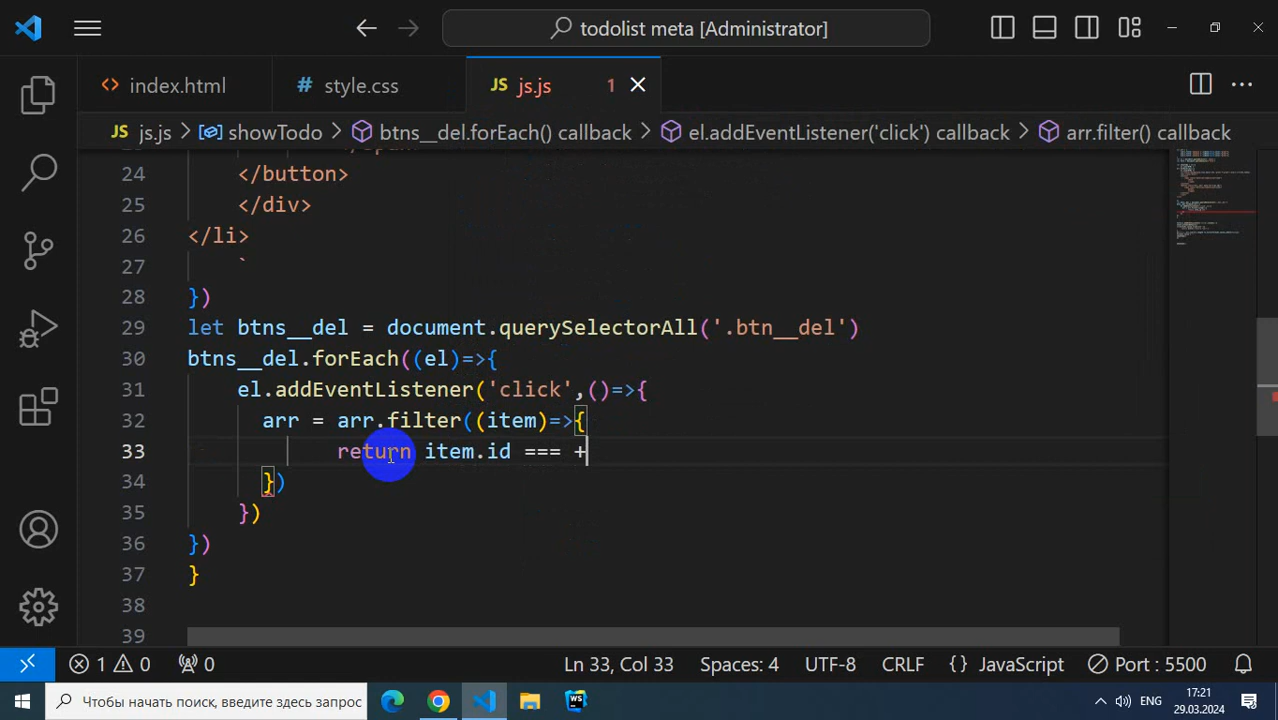 todolist meta [Administrator]
index.html
# style.css
JS js.js 1
JS js.js > showTodo > btns__del.forEach() callback > el.addEventListener('click') callback > arr.filter() callback
24 </button>
25 </div>
26 </li>
27 `
28 })
29 let btns__del = document.querySelectorAll('.btn__del')
30 btns__del.forEach((el)=>{
31 el.addEventListener('click',()=>{
32 arr = arr.filter((item)=>{
33 return item.id === +
34 })
35 })
36 })
37 }
38
39
1 0 0 Ln 33, Col 33 Spaces: 4 UTF-8 CRLF {} JavaScript Port : 5500
Чтобы начать поиск, введите здесь запрос
WS
ENG
17:21
29.03.2024